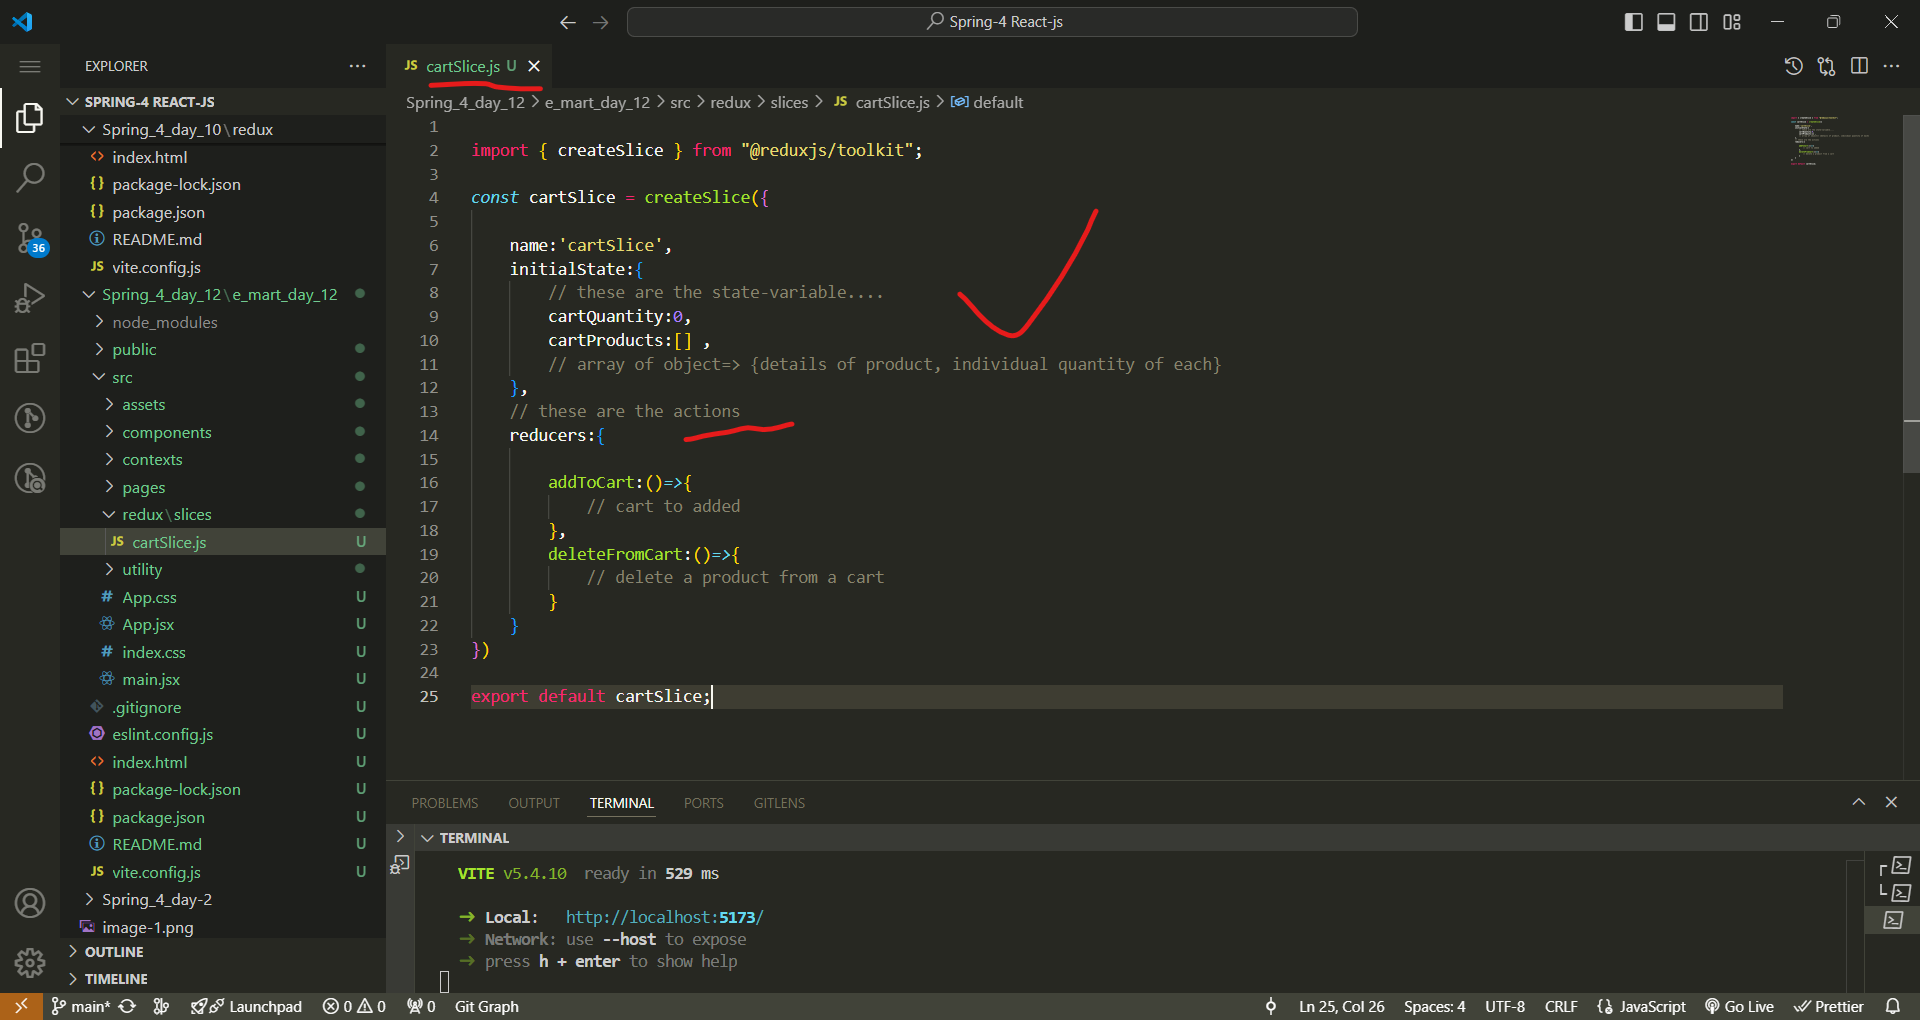 Spring-4 React-js
EXPLORER
SPRING-4 REACT-JS
Spring_4_day_10\redux
index.html
package-lock.json
package.json
README.md
vite.config.js
Spring_4_day_12\e_mart_day_12
node_modules
public
src
assets
components
contexts
pages
redux\slices
cartSlice.js U
utility
App.css U
App.jsx U
index.css U
main.jsx U
.gitignore U
eslint.config.js U
index.html U
package-lock.json U
package.json U
README.md U
vite.config.js U
Spring_4_day-2
image-1.png
OUTLINE
TIMELINE
36
JS cartSlice.js U
Spring_4_day_12 > e_mart_day_12 > src > redux > slices > JS cartSlice.js > default
1
2 import { createSlice } from "@reduxjs/toolkit";
3
4 const cartSlice = createSlice({
5
6 name:'cartSlice',
7 initialState:{
8 // these are the state-variable....
9 cartQuantity:0,
10 cartProducts:[] ,
11 // array of object=> {details of product, individual quantity of each}
12 },
13 // these are the actions
14 reducers:{
15
16 addToCart:()=>{
17 // cart to added
18 },
19 deleteFromCart:()=>{
20 // delete a product from a cart
21 }
22 }
23 })
24
25 export default cartSlice;
PROBLEMS OUTPUT TERMINAL PORTS GITLENS
TERMINAL
VITE v5.4.10 ready in 529 ms
➜ Local: http://localhost:5173/
➜ Network: use --host to expose
➜ press h + enter to show help
main* Launchpad 0 0 0 Git Graph Ln 25, Col 26 Spaces: 4 UTF-8 CRLF {} JavaScript Go Live Prettier